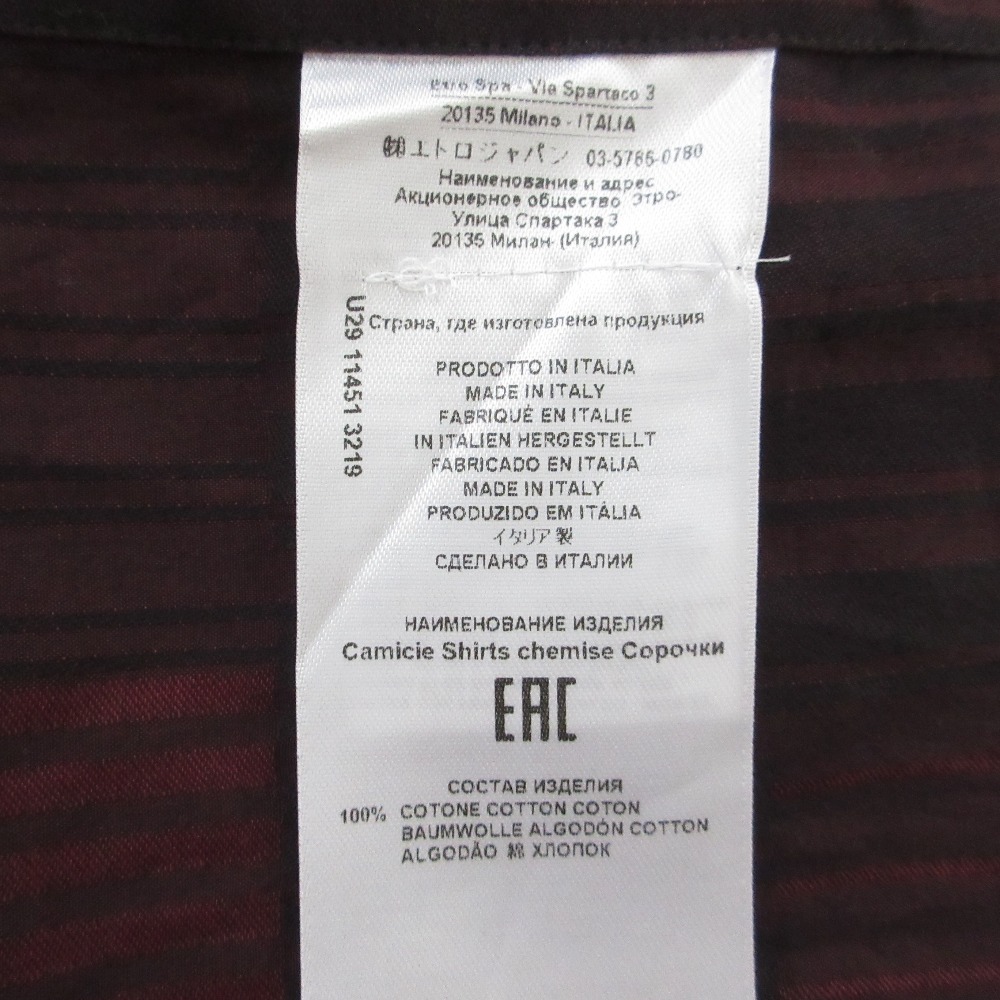 Etro Spa - Via Spartaco 3
20135 Milano - ITALIA
㈱エトロジャパン 03-5786-0780
Наименование и адрес
Акционерное общество Этро-
Улица Спартака 3
20135 Милан- (Италия)
U29 11451 3219
Страна, где изготовлена продукция
PRODOTTO IN ITALIA
MADE IN ITALY
FABRIQUÉ EN ITALIE
IN ITALIEN HERGESTELLT
FABRICADO EN ITALIA
MADE IN ITALY
PRODUZIDO EM ITÁLIA
イタリア製
СДЕЛАНО В ИТАЛИИ
НАИМЕНОВАНИЕ ИЗДЕЛИЯ
Camicie Shirts chemise Сорочки
EAC
СОСТАВ ИЗДЕЛИЯ
100% COTONE COTTON COTON
BAUMWOLLE ALGODÓN COTTON
ALGODÃO 綿 ХЛОПОК